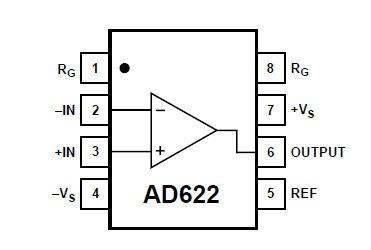 RG 1 8 RG
–IN 2 – 7 +VS
+IN 3 + 6 OUTPUT
–VS 4 AD622 5 REF